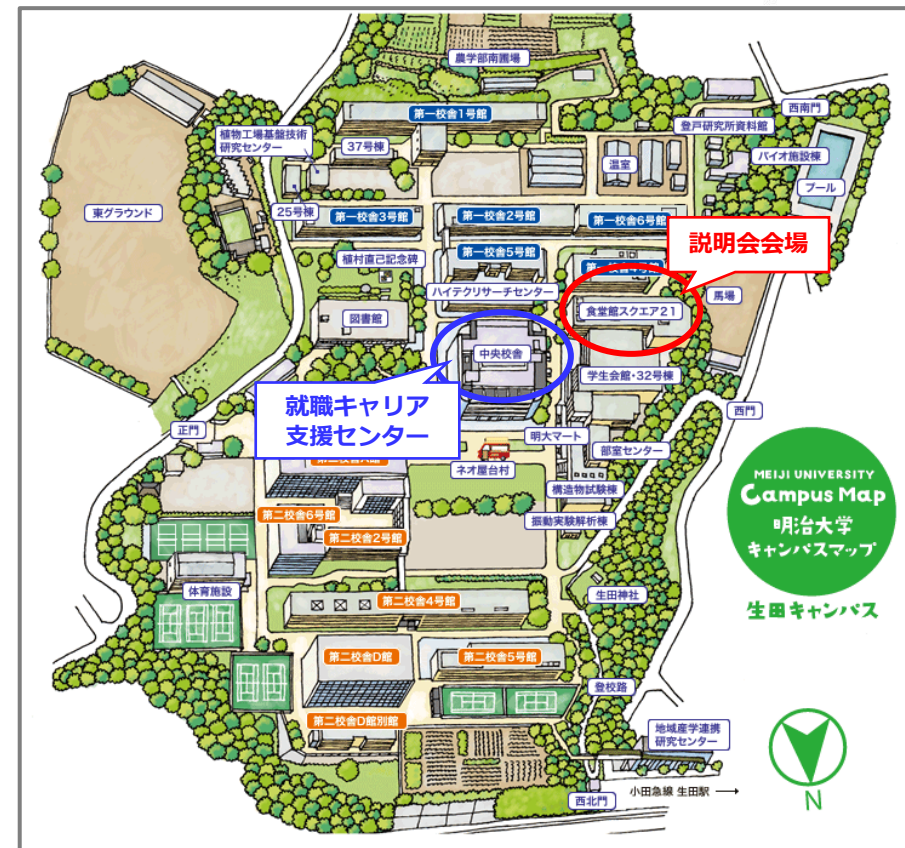 農学部南圃場
第一校舎1号館
西南門
登戸研究所資料館
植物工場基盤技術
研究センター
37号棟
温室
バイオ施設棟
プール
東グラウンド
25号棟
第一校舎3号館
第一校舎2号館
第一校舎6号館
説明会会場
植村直己記念碑
第一校舎5号館
ハイテクリサーチセンター
馬場
食堂館スクエア21
図書館
中央校舎
学生会館・32号棟
就職キャリア
支援センター
西門
正門
明大マート
部室センター
ネオ屋台村
構造物試験棟
第二校舎6号館
振動実験解析棟
第二校舎2号館
MEIJI UNIVERSITY
Campus Map
明治大学
キャンパスマップ
生田キャンパス
体育施設
第二校舎4号館
生田神社
第二校舎D館
第二校舎5号館
登校路
第二校舎D館別館
地域産学連携
研究センター
小田急線 生田駅 →
西北門
N